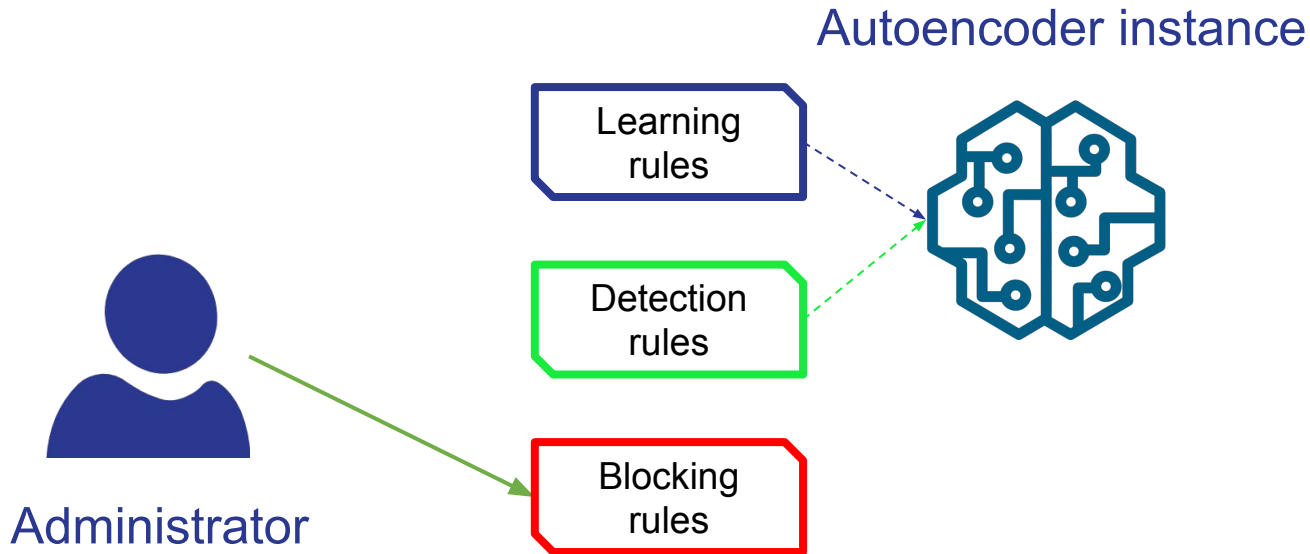 Autoencoder instance
Learning
rules
Detection
rules
Blocking
rules
Administrator